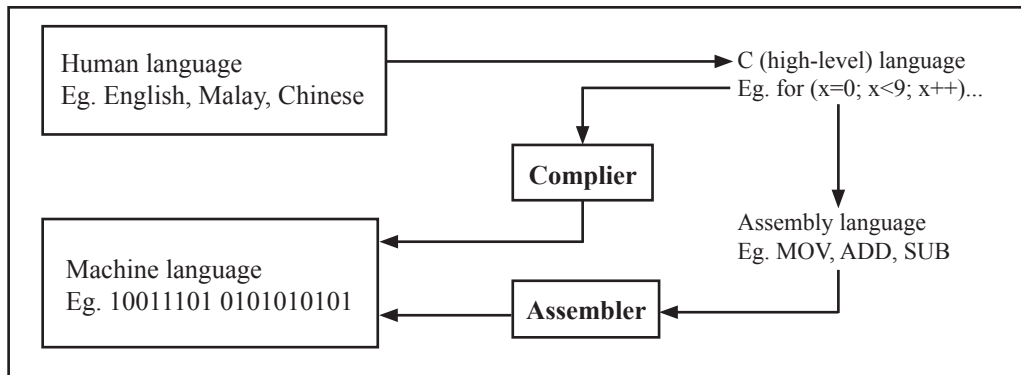 Human language
Eg. English, Malay, Chinese
C (high-level) language
Eg. for (x=0; x<9; x++)...
Complier
Assembly language
Eg. MOV, ADD, SUB
Machine language
Eg. 10011101 0101010101
Assembler